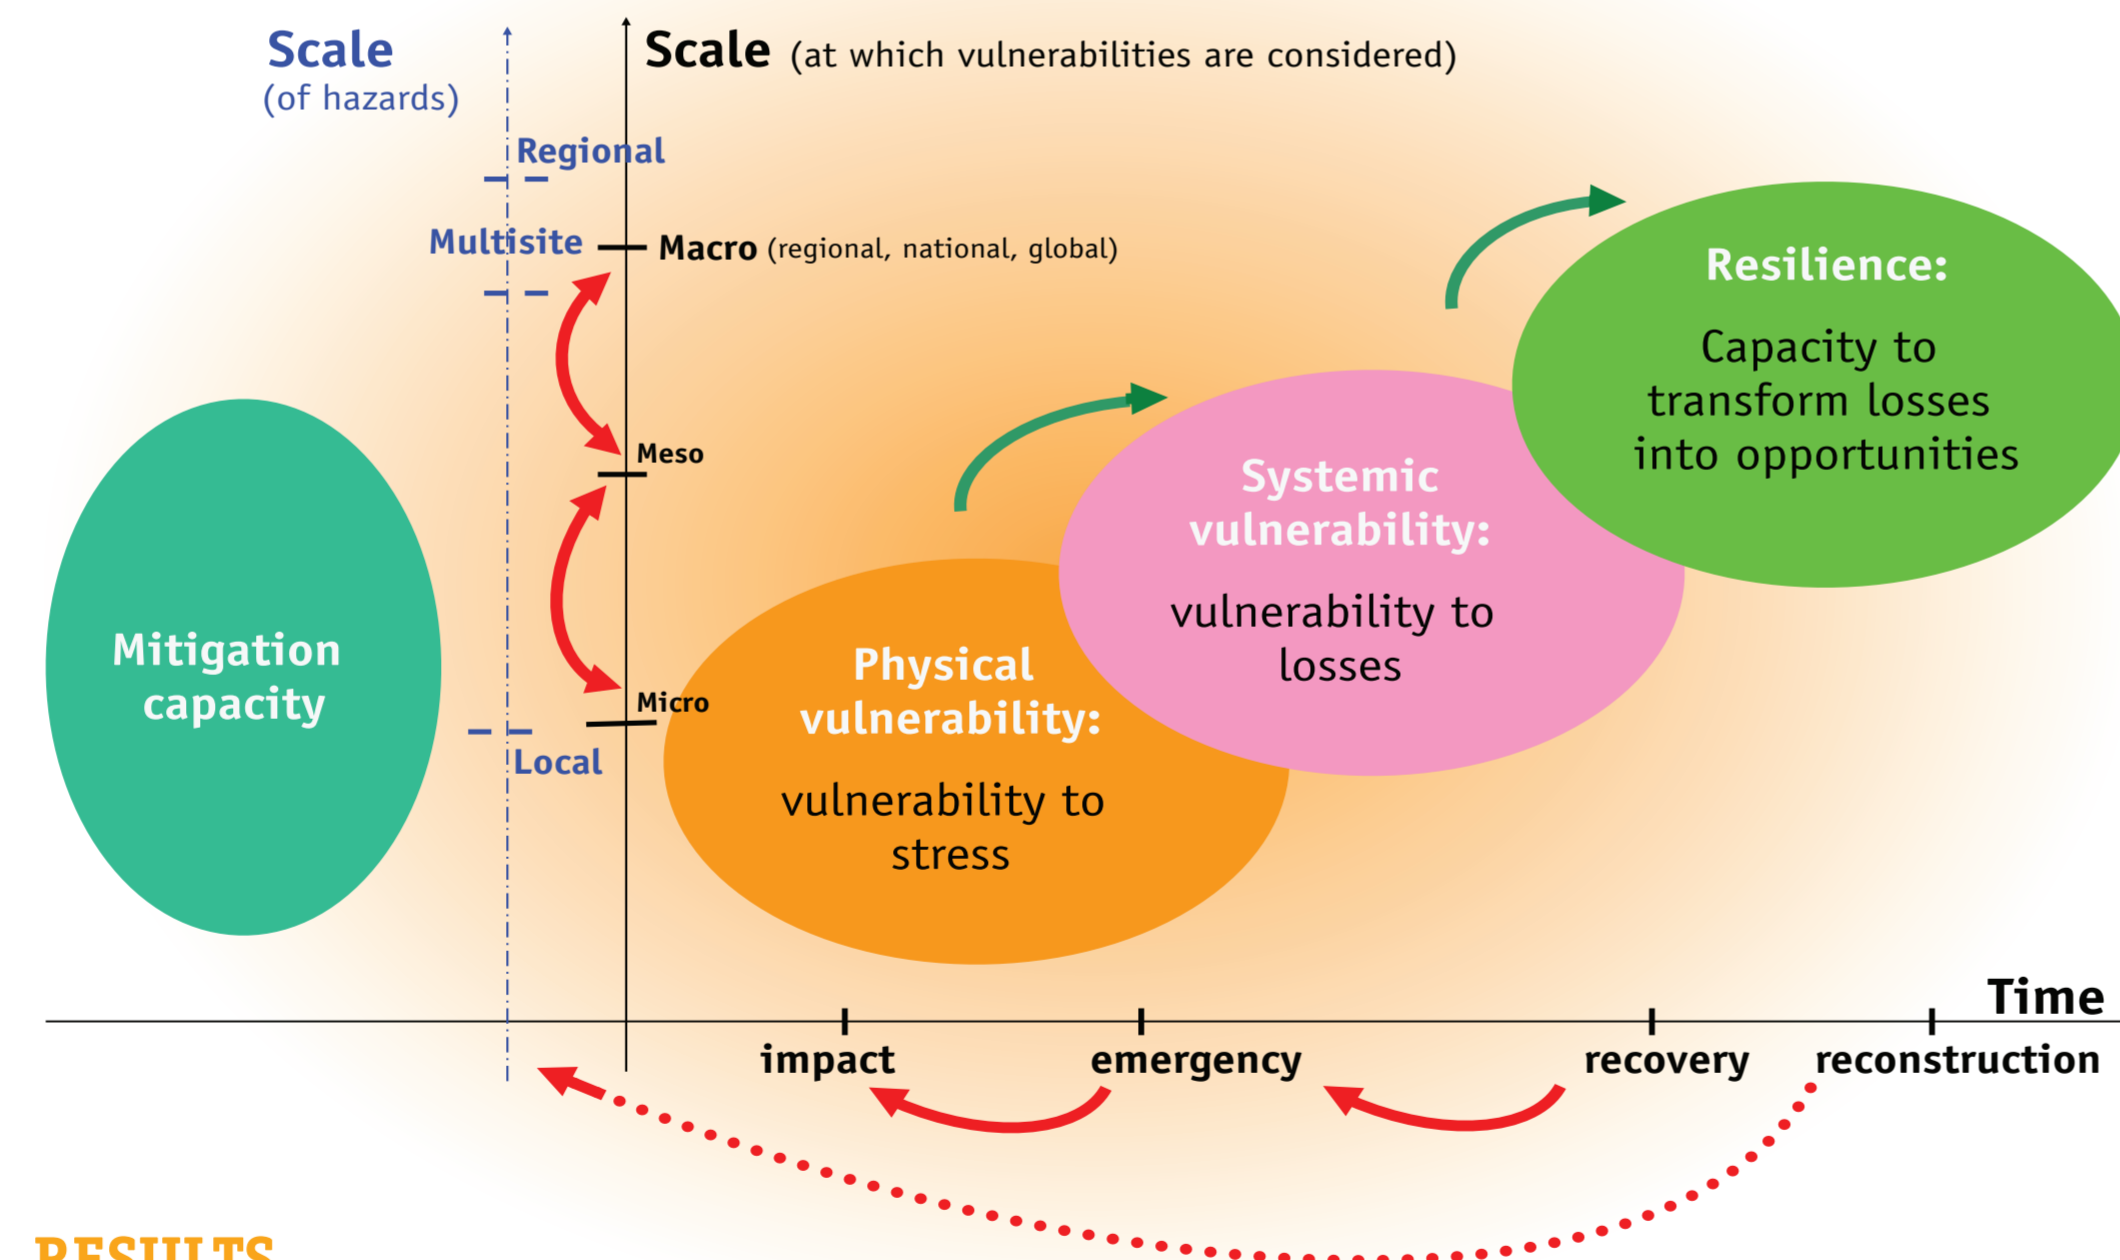 Scale
(of hazards)
Scale (at which vulnerabilities are considered)
Regional
Multisite
Macro (regional, national, global)
Meso
Micro
Local
Mitigation
capacity
Physical
vulnerability:
vulnerability to
stress
Systemic
vulnerability:
vulnerability to
losses
Resilience:
Capacity to
transform losses
into opportunities
Time
impact
emergency
recovery
reconstruction
RESULTS